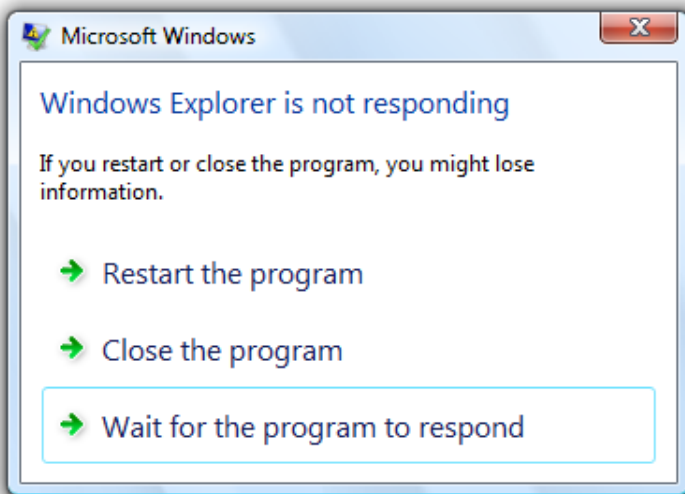 Microsoft Windows
Windows Explorer is not responding
If you restart or close the program, you might lose
information.
Restart the program
Close the program
Wait for the program to respond